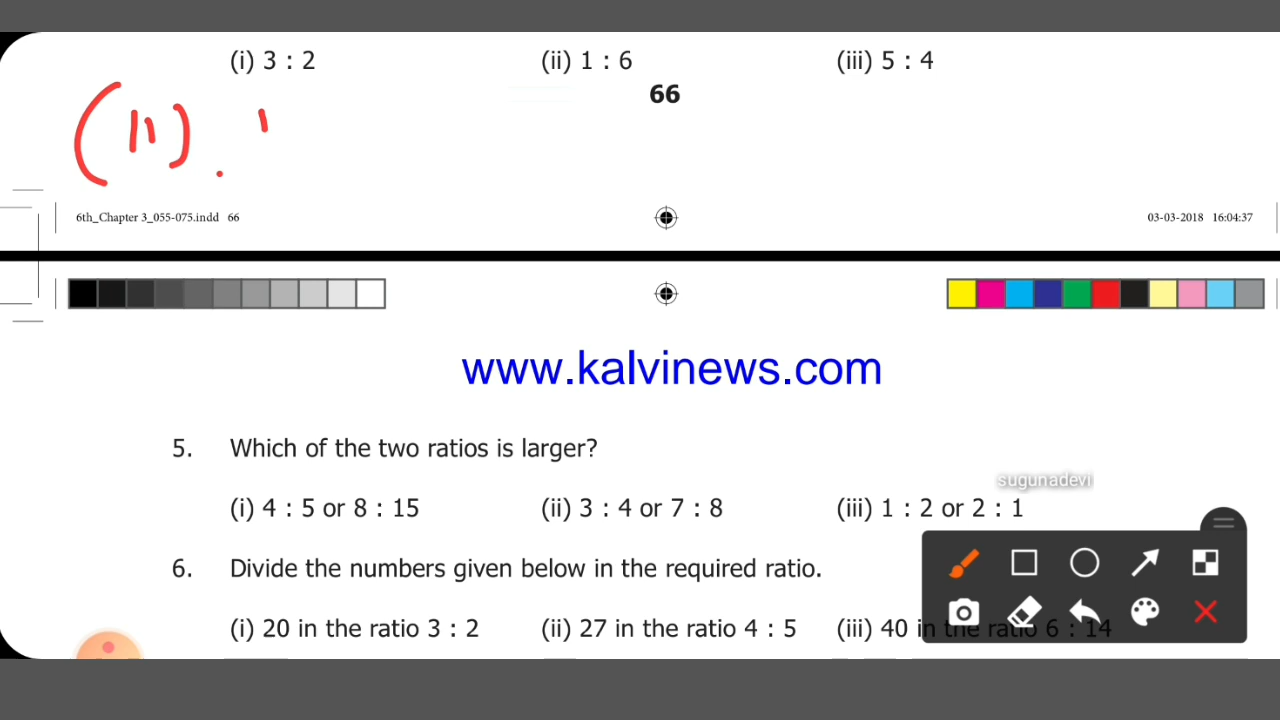 (i) 3 : 2 (ii) 1 : 6 (iii) 5 : 4
66
(ii) .
6th_Chapter 3_055-075.indd 66 03-03-2018 16:04:37
www.kalvinews.com
5. Which of the two ratios is larger?
sugunadevi
(i) 4 : 5 or 8 : 15 (ii) 3 : 4 or 7 : 8 (iii) 1 : 2 or 2 : 1
6. Divide the numbers given below in the required ratio.
(i) 20 in the ratio 3 : 2 (ii) 27 in the ratio 4 : 5 (iii) 40 in the ratio 6 : 14